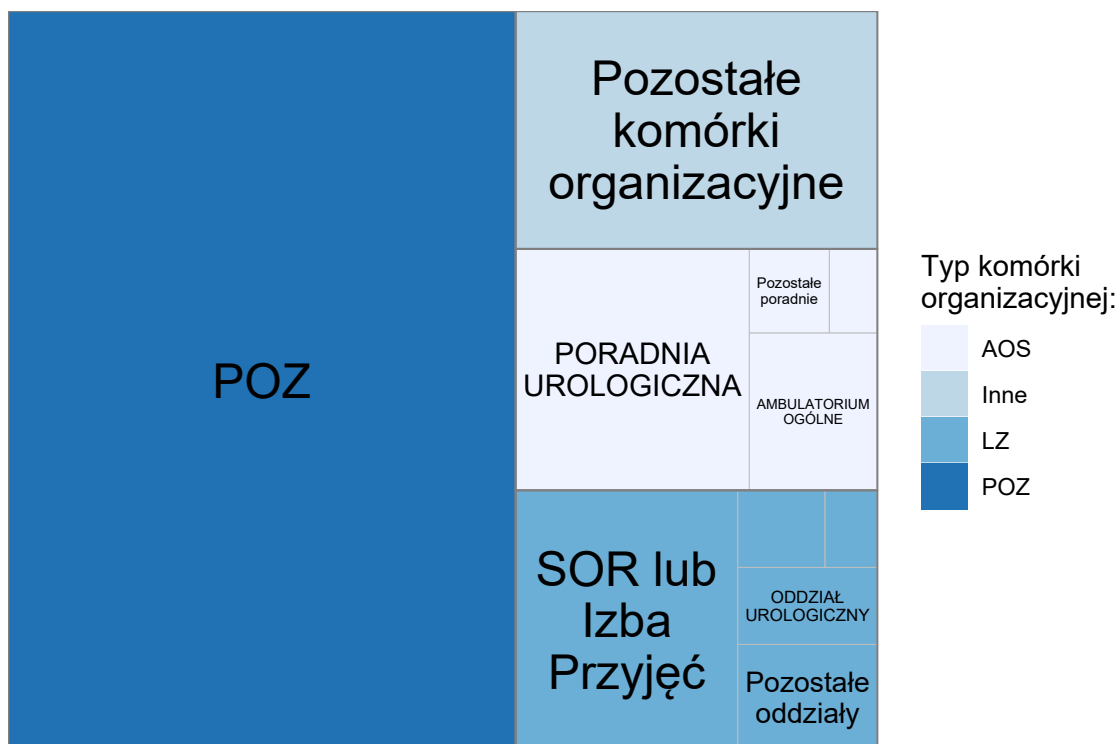 POZ
Pozostałe
komórki
organizacyjne
PORADNIA
UROLOGICZNA
Pozostałe
poradnie
AMBULATORIUM
OGÓLNE
SOR lub
Izba
Przyjęć
ODDZIAŁ
UROLOGICZNY
Pozostałe
oddziały
Typ komórki
organizacyjnej:
AOS
Inne
LZ
POZ